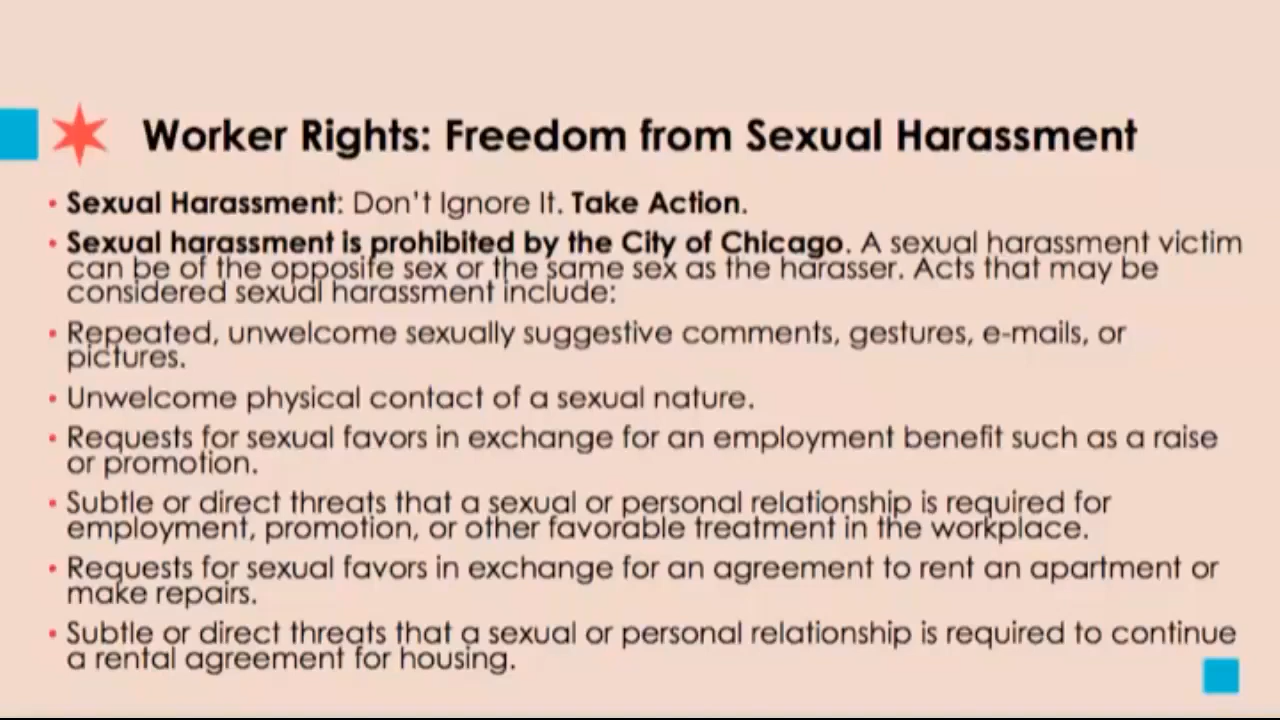 Worker Rights: Freedom from Sexual Harassment
• Sexual Harassment: Don't Ignore It. Take Action.
• Sexual harassment is prohibited by the City of Chicago. A sexual harassment victim
can be of the opposite sex or the same sex as the harasser. Acts that may be
considered sexual harassment include:
• Repeated, unwelcome sexually suggestive comments, gestures, e-mails, or
pictures.
• Unwelcome physical contact of a sexual nature.
• Requests for sexual favors in exchange for an employment benefit such as a raise
or promotion.
• Subtle or direct threats that a sexual or personal relationship is required for
employment, promotion, or other favorable treatment in the workplace.
• Requests for sexual favors in exchange for an agreement to rent an apartment or
make repairs.
• Subtle or direct threats that a sexual or personal relationship is required to continue
a rental agreement for housing.